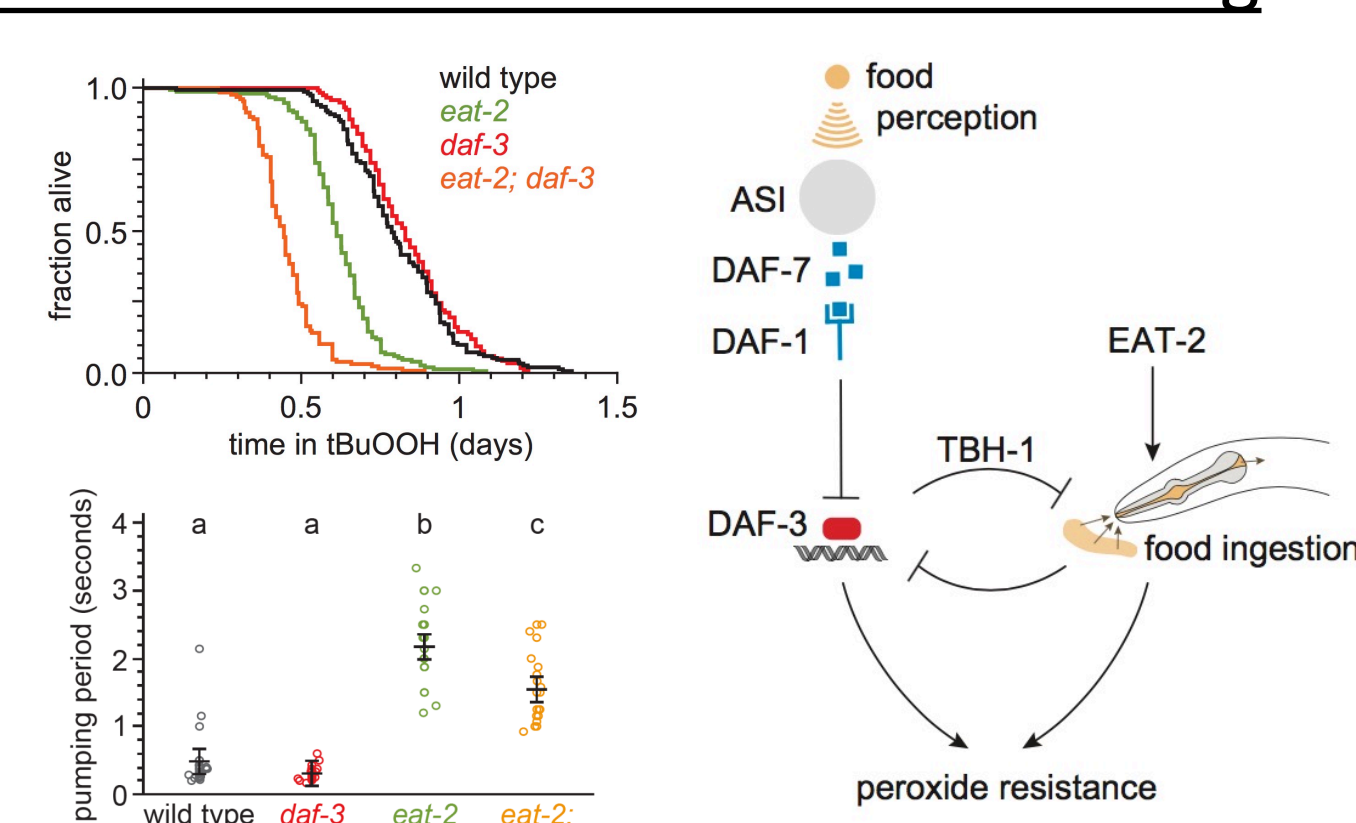 wild type
eat-2
daf-3
eat-2; daf-3
fraction alive
1.0
0.5
0.0
0
0.5
1
1.5
time in tBuOOH (days)
pumping period (seconds)
4
3
2
1
0
a
a
b
c
wild type
daf-3
eat-2
eat-2;
food
perception
ASI
DAF-7
DAF-1
EAT-2
TBH-1
DAF-3
food ingestion
peroxide resistance